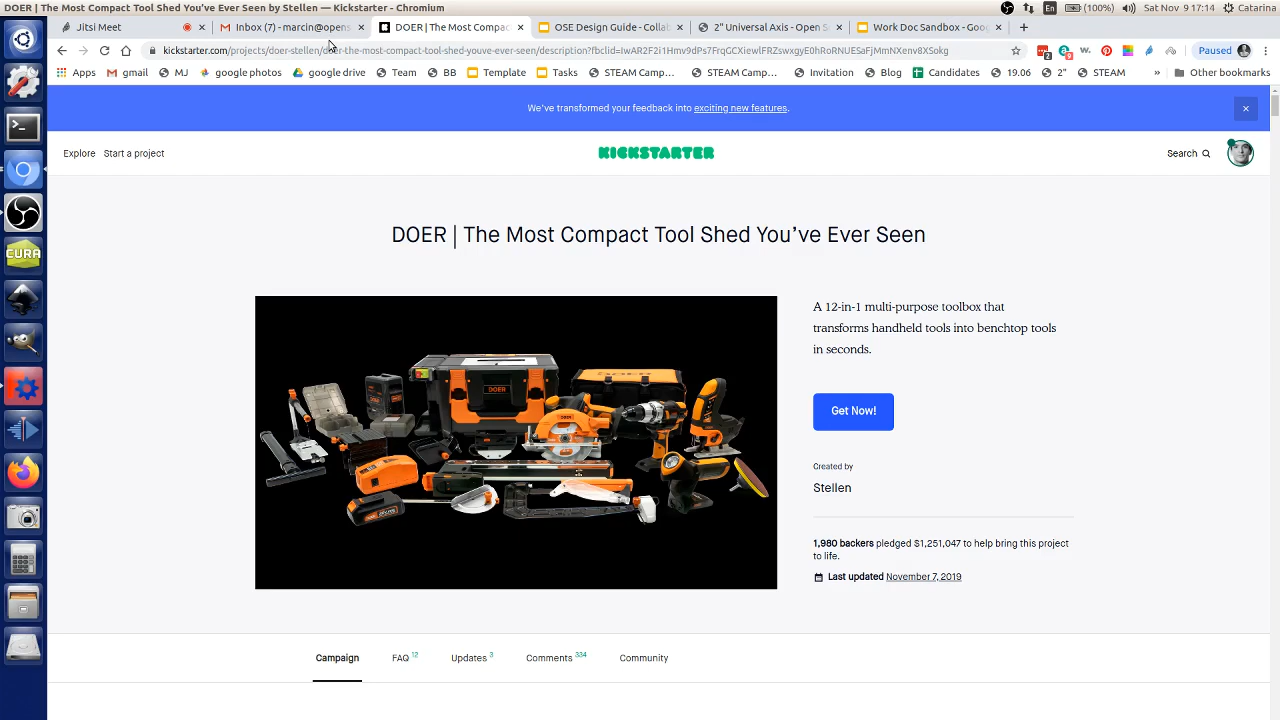 DOER | The Most Compact Tool Shed You've Ever Seen by Stellen — Kickstarter - Chromium
En (100%) Sat Nov 9 17:14 Catarina
Jitsi Meet Inbox (7) - marcin@opens DOER | The Most Compac OSE Design Guide - Collab 2" Universal Axis - Open S Work Doc Sandbox - Goog
Paused
Apps gmail MJ google photos google drive Team BB Template Tasks STEAM Camp... STEAM Camp... Invitation Blog Candidates 19.06 2" STEAM » Other bookmarks
We've transformed your feedback into exciting new features.
Explore Start a project KICKSTARTER Search
DOER | The Most Compact Tool Shed You've Ever Seen
A 12-in-1 multi-purpose toolbox that
transforms handheld tools into benchtop tools
in seconds.
DOER
CURA
Get Now!
Created by
Stellen
1,980 backers pledged $1,251,047 to help bring this project
to life.
Last updated November 7, 2019
Campaign FAQ 12 Updates 3 Comments 334 Community